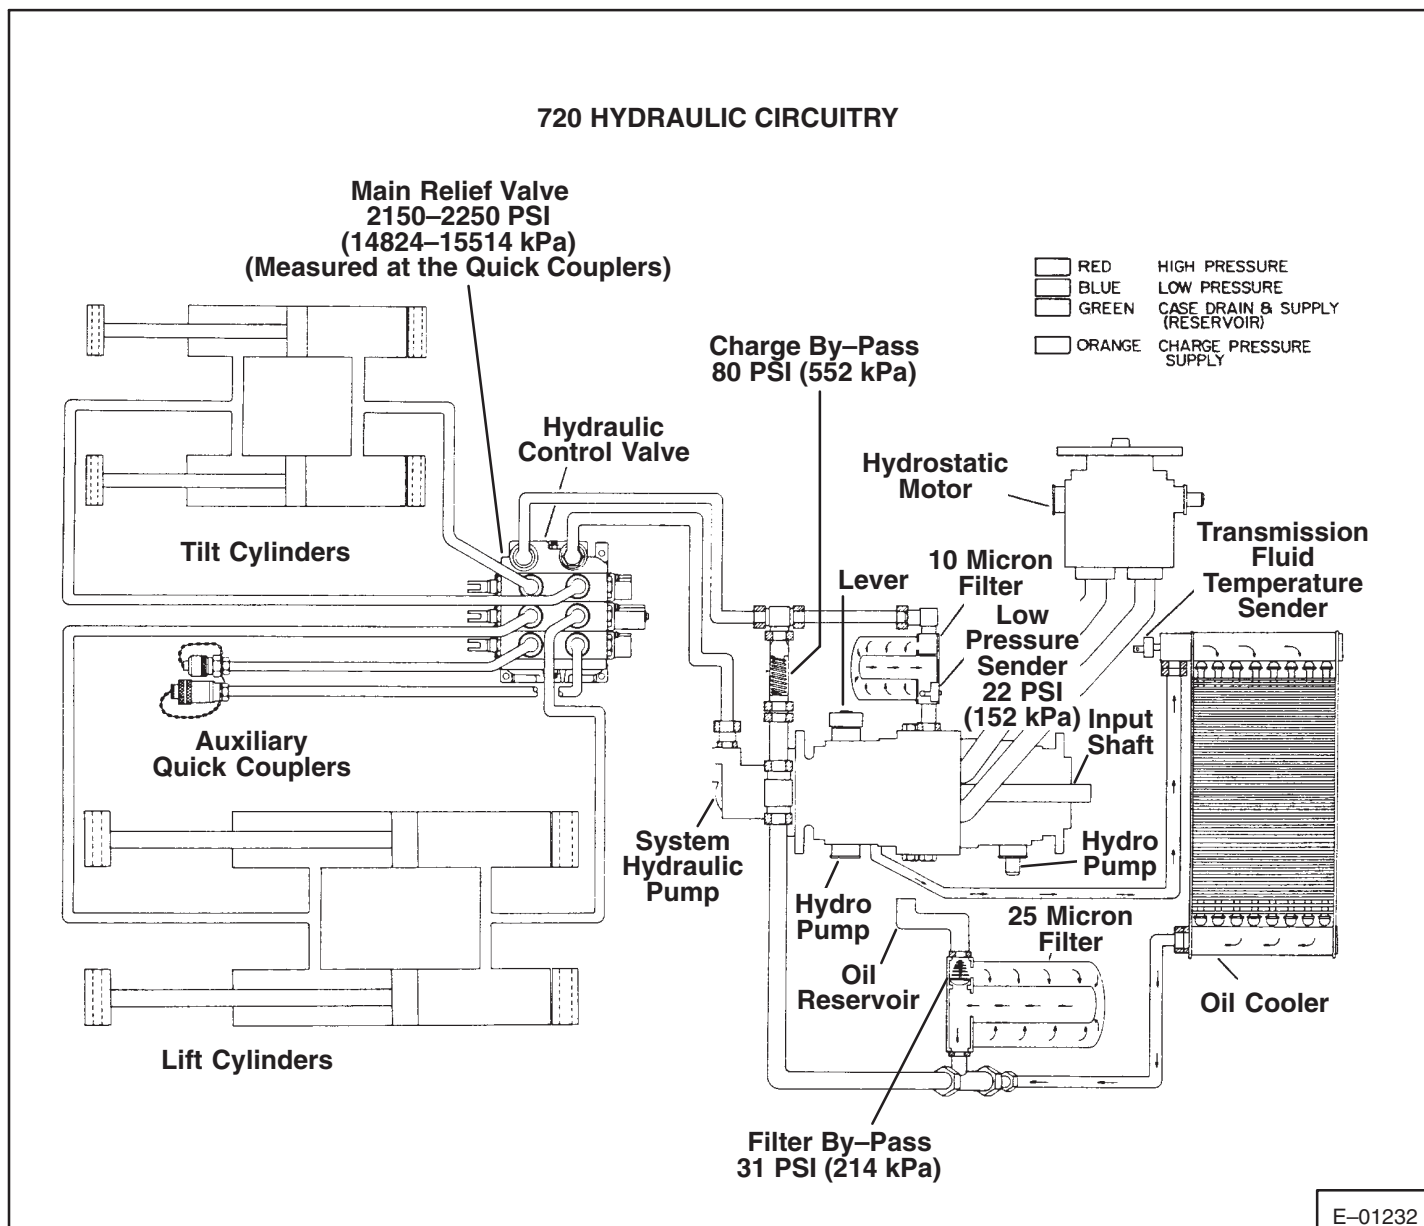 720 HYDRAULIC CIRCUITRY
Main Relief Valve
2150–2250 PSI
(14824–15514 kPa)
(Measured at the Quick Couplers)
RED HIGH PRESSURE
BLUE LOW PRESSURE
GREEN CASE DRAIN & SUPPLY
(RESERVOIR)
ORANGE CHARGE PRESSURE
SUPPLY
Charge By–Pass
80 PSI (552 kPa)
Hydraulic
Control Valve
Hydrostatic
Motor
Tilt Cylinders
Lever
10 Micron
Filter
Transmission
Fluid
Temperature
Sender
Low
Pressure
Sender
22 PSI
(152 kPa)
Input
Shaft
Auxiliary
Quick Couplers
System
Hydraulic
Pump
Hydro
Pump
Hydro
Pump
25 Micron
Filter
Oil
Reservoir
Oil Cooler
Lift Cylinders
Filter By–Pass
31 PSI (214 kPa)
E–01232